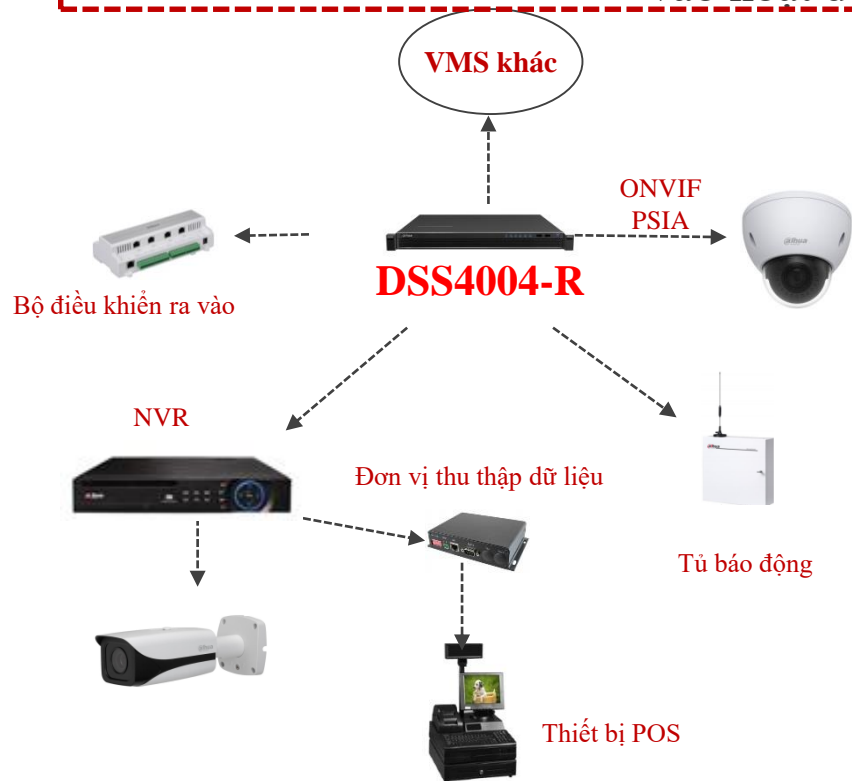 VMS khác
ONVIF
PSIA
alhua
DSS4004-R
Bộ điều khiển ra vào
NVR
Đơn vị thu thập dữ liệu
Tủ báo động
Thiết bị POS